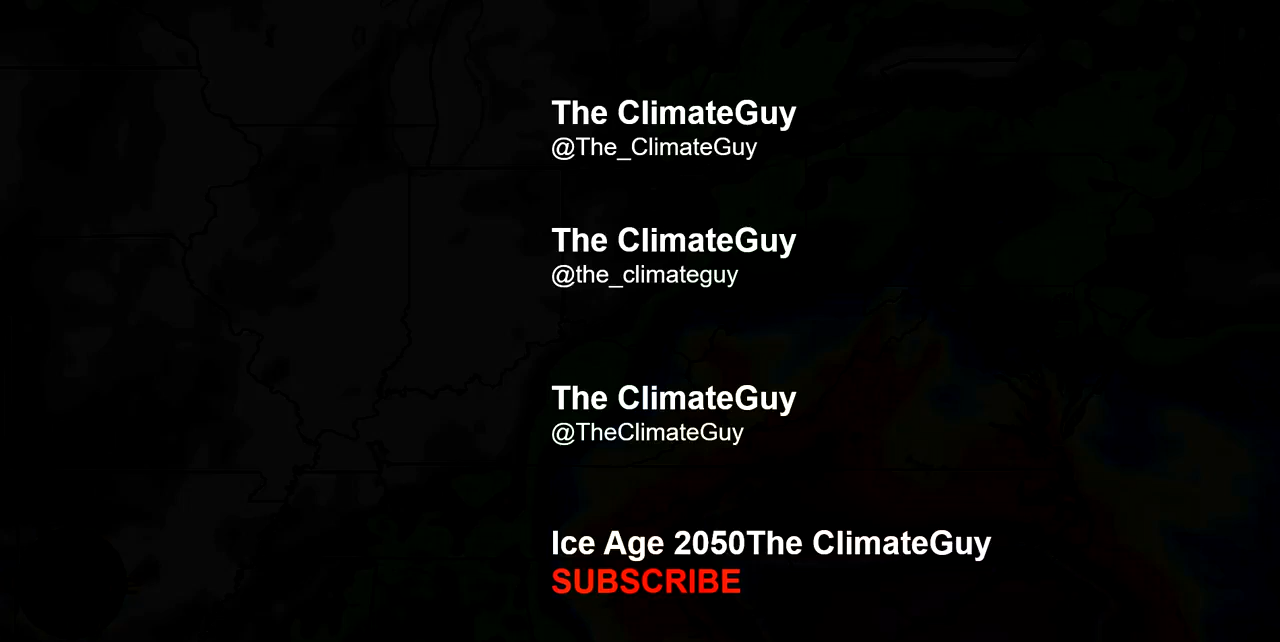 The ClimateGuy
@The_ClimateGuy
The ClimateGuy
@the_climateguy
The ClimateGuy
@TheClimateGuy
Ice Age 2050The ClimateGuy
SUBSCRIBE